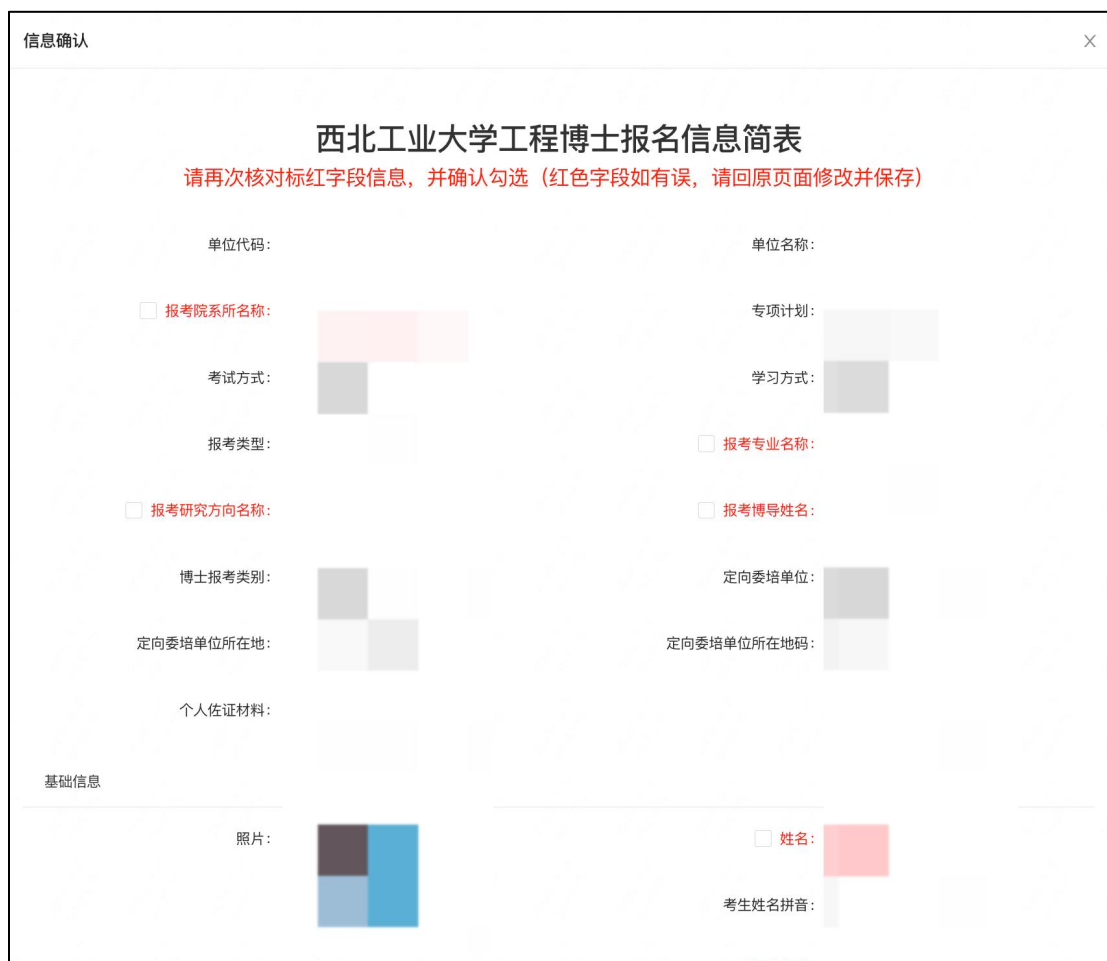 信息确认
西北工业大学工程博士报名信息简表
请再次核对标红字段信息，并确认勾选（红色字段如有误，请回原页面修改并保存）
单位代码： 单位名称：
报考院系所名称： 专项计划：
考试方式： 学习方式：
报考类型： 报考专业名称：
报考研究方向名称： 报考博导姓名：
博士报考类别： 定向委培单位：
定向委培单位所在地： 定向委培单位所在地码：
个人佐证材料：
基础信息
照片： 姓名：
考生姓名拼音：